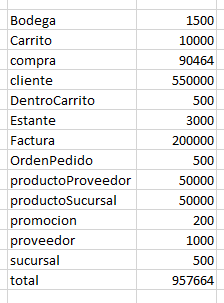 Bodega 1500
Carrito 10000
compra 90464
cliente 550000
DentroCarrito 500
Estante 3000
Factura 200000
OrdenPedido 500
productoProveedor 50000
productoSucursal 50000
promocion 200
proveedor 1000
sucursal 500
total 957664